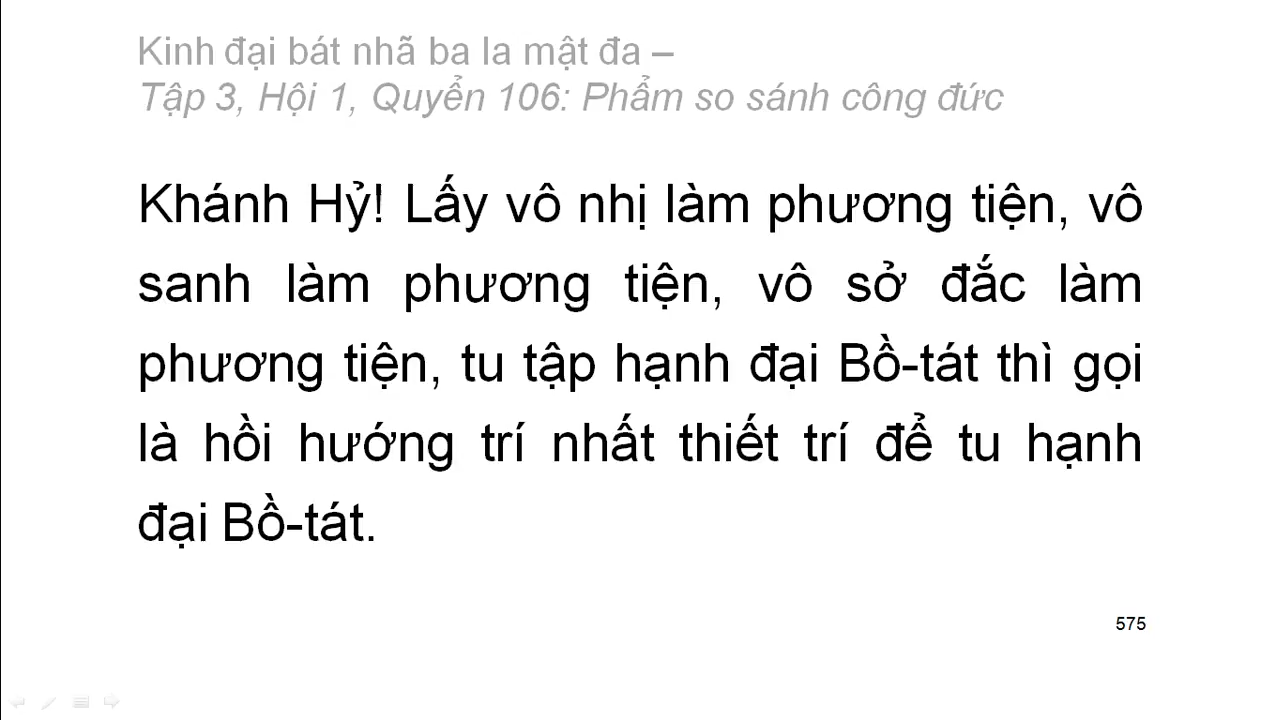 Kinh đại bát nhã ba la mật đa –
Tập 3, Hội 1, Quyển 106: Phẩm so sánh công đức
Khánh Hỷ! Lấy vô nhị làm phương tiện, vô
sanh làm phương tiện, vô sở đắc làm
phương tiện, tu tập hạnh đại Bồ-tát thì gọi
là hồi hướng trí nhất thiết trí để tu hạnh
đại Bồ-tát.
575